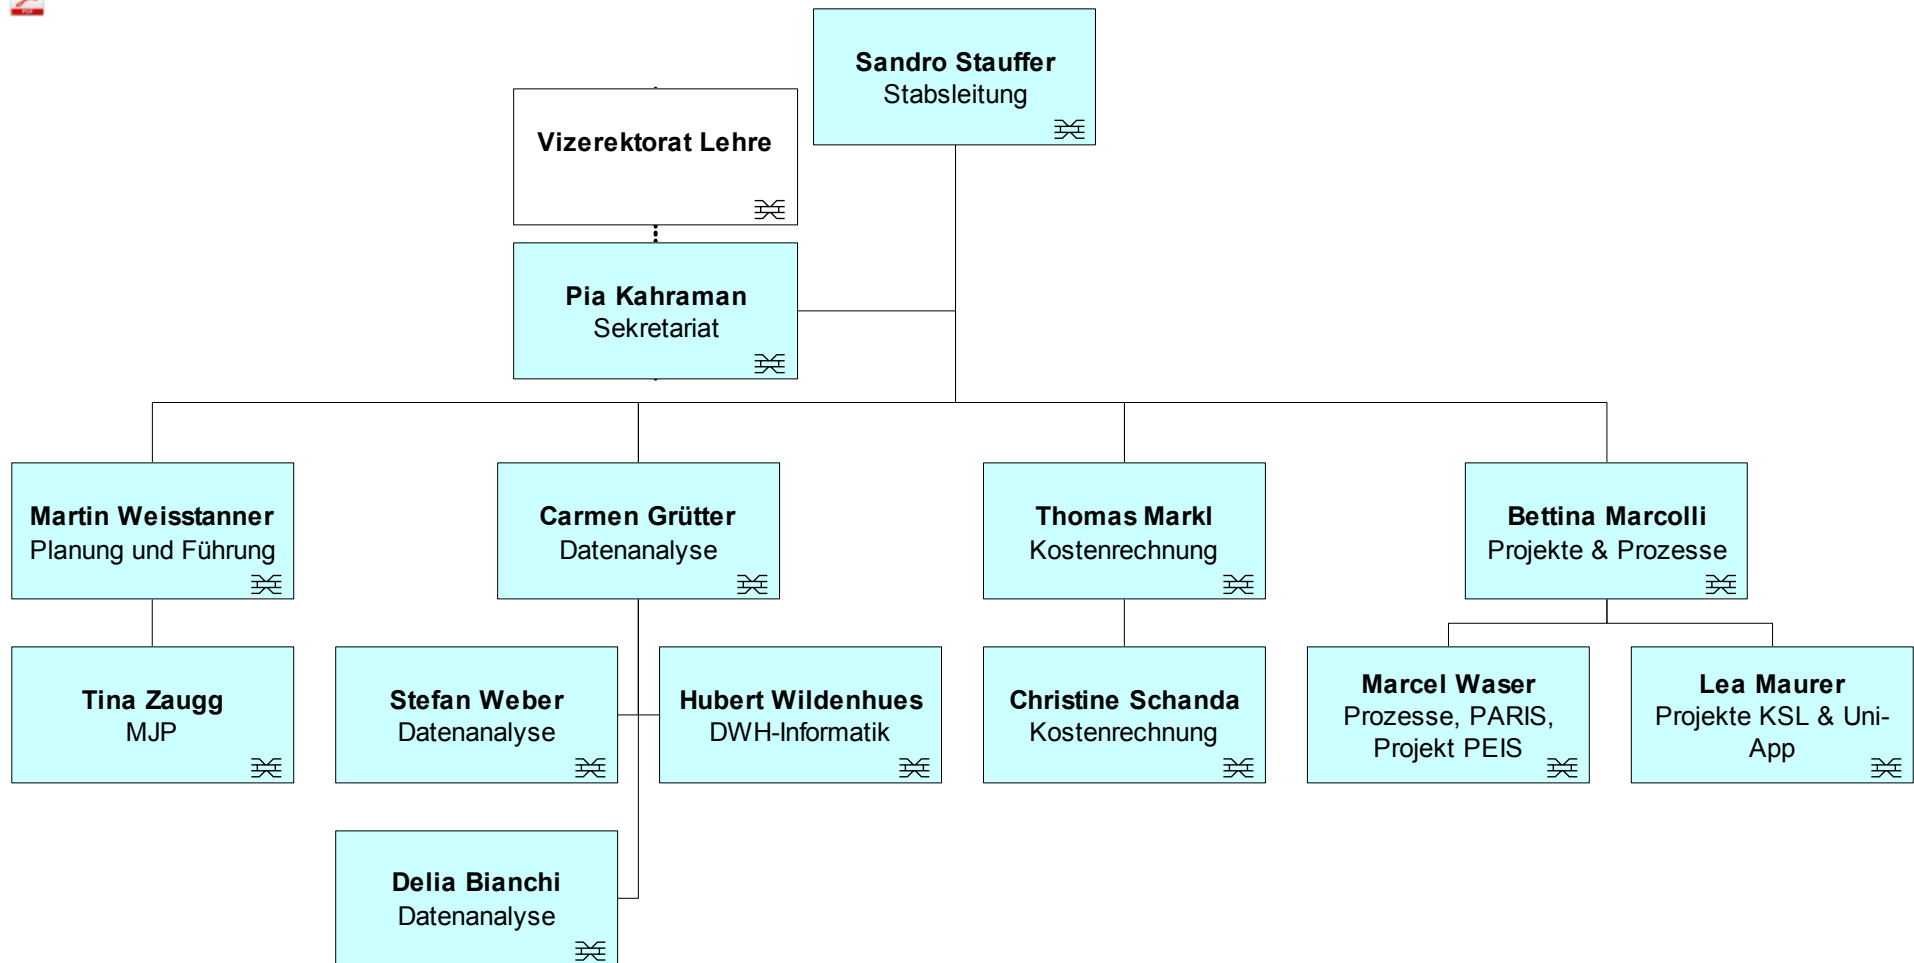 Sandro Stauffer
Stabsleitung
Vizerektorat Lehre
Pia Kahraman
Sekretariat
Martin Weisstanner
Planung und Führung
Carmen Grütter
Datenanalyse
Thomas Markl
Kostenrechnung
Bettina Marcolli
Projekte & Prozesse
Tina Zaugg
MJP
Stefan Weber
Datenanalyse
Hubert Wildenhues
DWH-Informatik
Christine Schanda
Kostenrechnung
Marcel Waser
Prozesse, PARIS,
Projekt PEIS
Lea Maurer
Projekte KSL & Uni-
App
Delia Bianchi
Datenanalyse